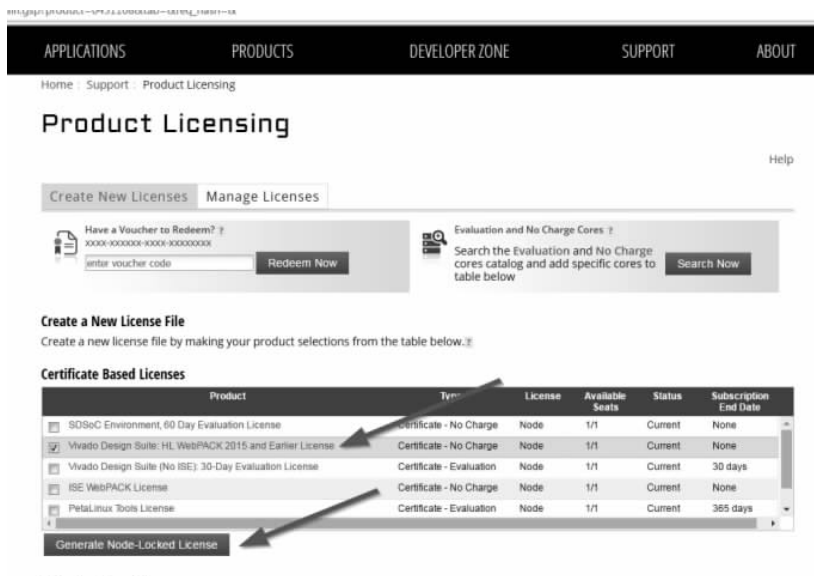 APPLICATIONS PRODUCTS DEVELOPER ZONE SUPPORT ABOUT
Home : Support : Product Licensing
Product Licensing
Help
Create New Licenses Manage Licenses
Have a Voucher to Redeem? ?
xxxx-xxxxxx-xxxx-xxxxxxxx
enter voucher code Redeem Now
Evaluation and No Charge Cores ?
Search the Evaluation and No Charge
cores catalog and add specific cores to
table below
Search Now
Create a New License File
Create a new license file by making your product selections from the table below. ?
Certificate Based Licenses
Product Type License Available Seats Status Subscription End Date
SDSoC Environment, 60 Day Evaluation License Certificate - No Charge Node 1/1 Current None
Vivado Design Suite: HL WebPACK 2015 and Earlier License Certificate - No Charge Node 1/1 Current None
Vivado Design Suite (No ISE): 30-Day Evaluation License Certificate - Evaluation Node 1/1 Current 30 days
ISE WebPACK License Certificate - No Charge Node 1/1 Current None
PetaLinux Tools License Certificate - Evaluation Node 1/1 Current 365 days
Generate Node-Locked License